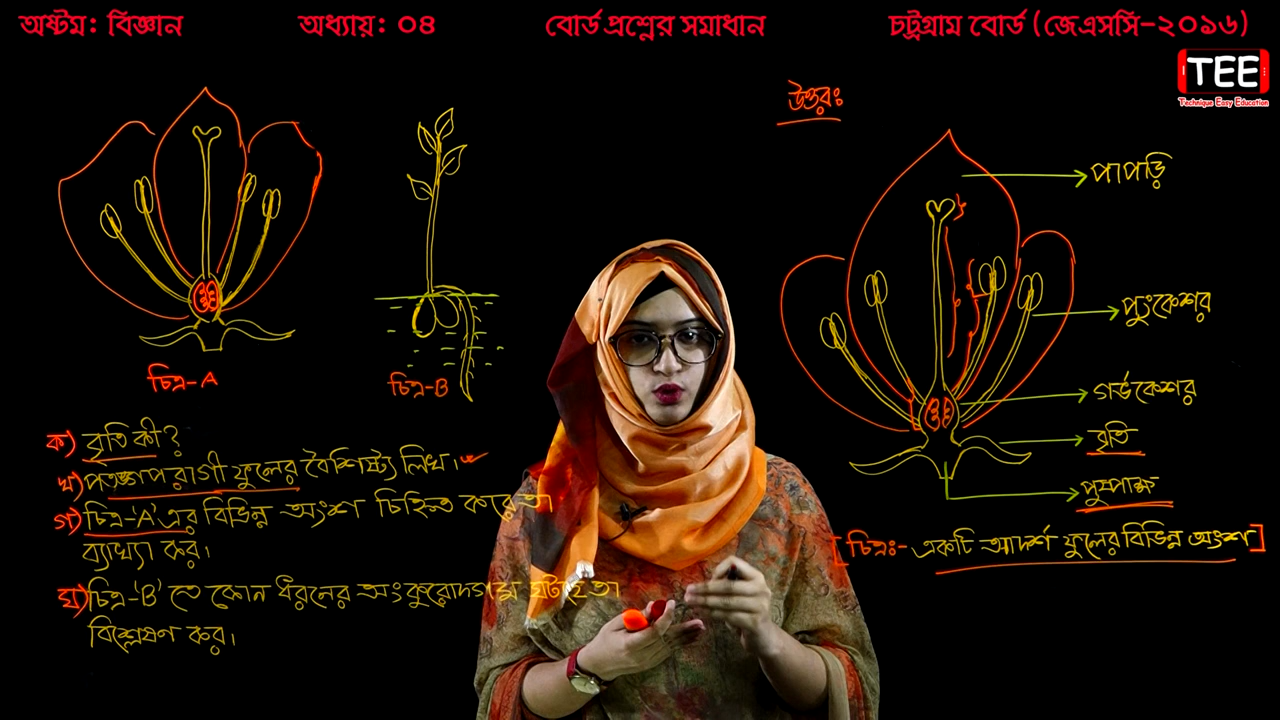 অষ্টম: বিজ্ঞান
অধ্যায়: ০৪
বোর্ড প্রশ্নের সমাধান
চট্রগ্রাম বোর্ড (জেএসসি-২০১৬)
TEE
Technique Easy Education
চিত্র-A
চিত্র-B
ক) বৃতি কী?
খ) পতঙ্গপরাগী ফুলের বৈশিষ্ট্য লিখ।
গ) চিত্র-'A' এর বিভিন্ন অংশ চিহ্নিত করে তা
ব্যাখ্যা কর।
ঘ) চিত্র-'B' তে কোন ধরনের অংকুরোদগম ঘটেছে তা
বিশ্লেষণ কর।
উত্তরঃ
পাপড়ি
পুংকেশর
গর্ভকেশর
বৃতি
পুষ্পাক্ষ
[চিত্রঃ- একটি আদর্শ ফুলের বিভিন্ন অংশ]